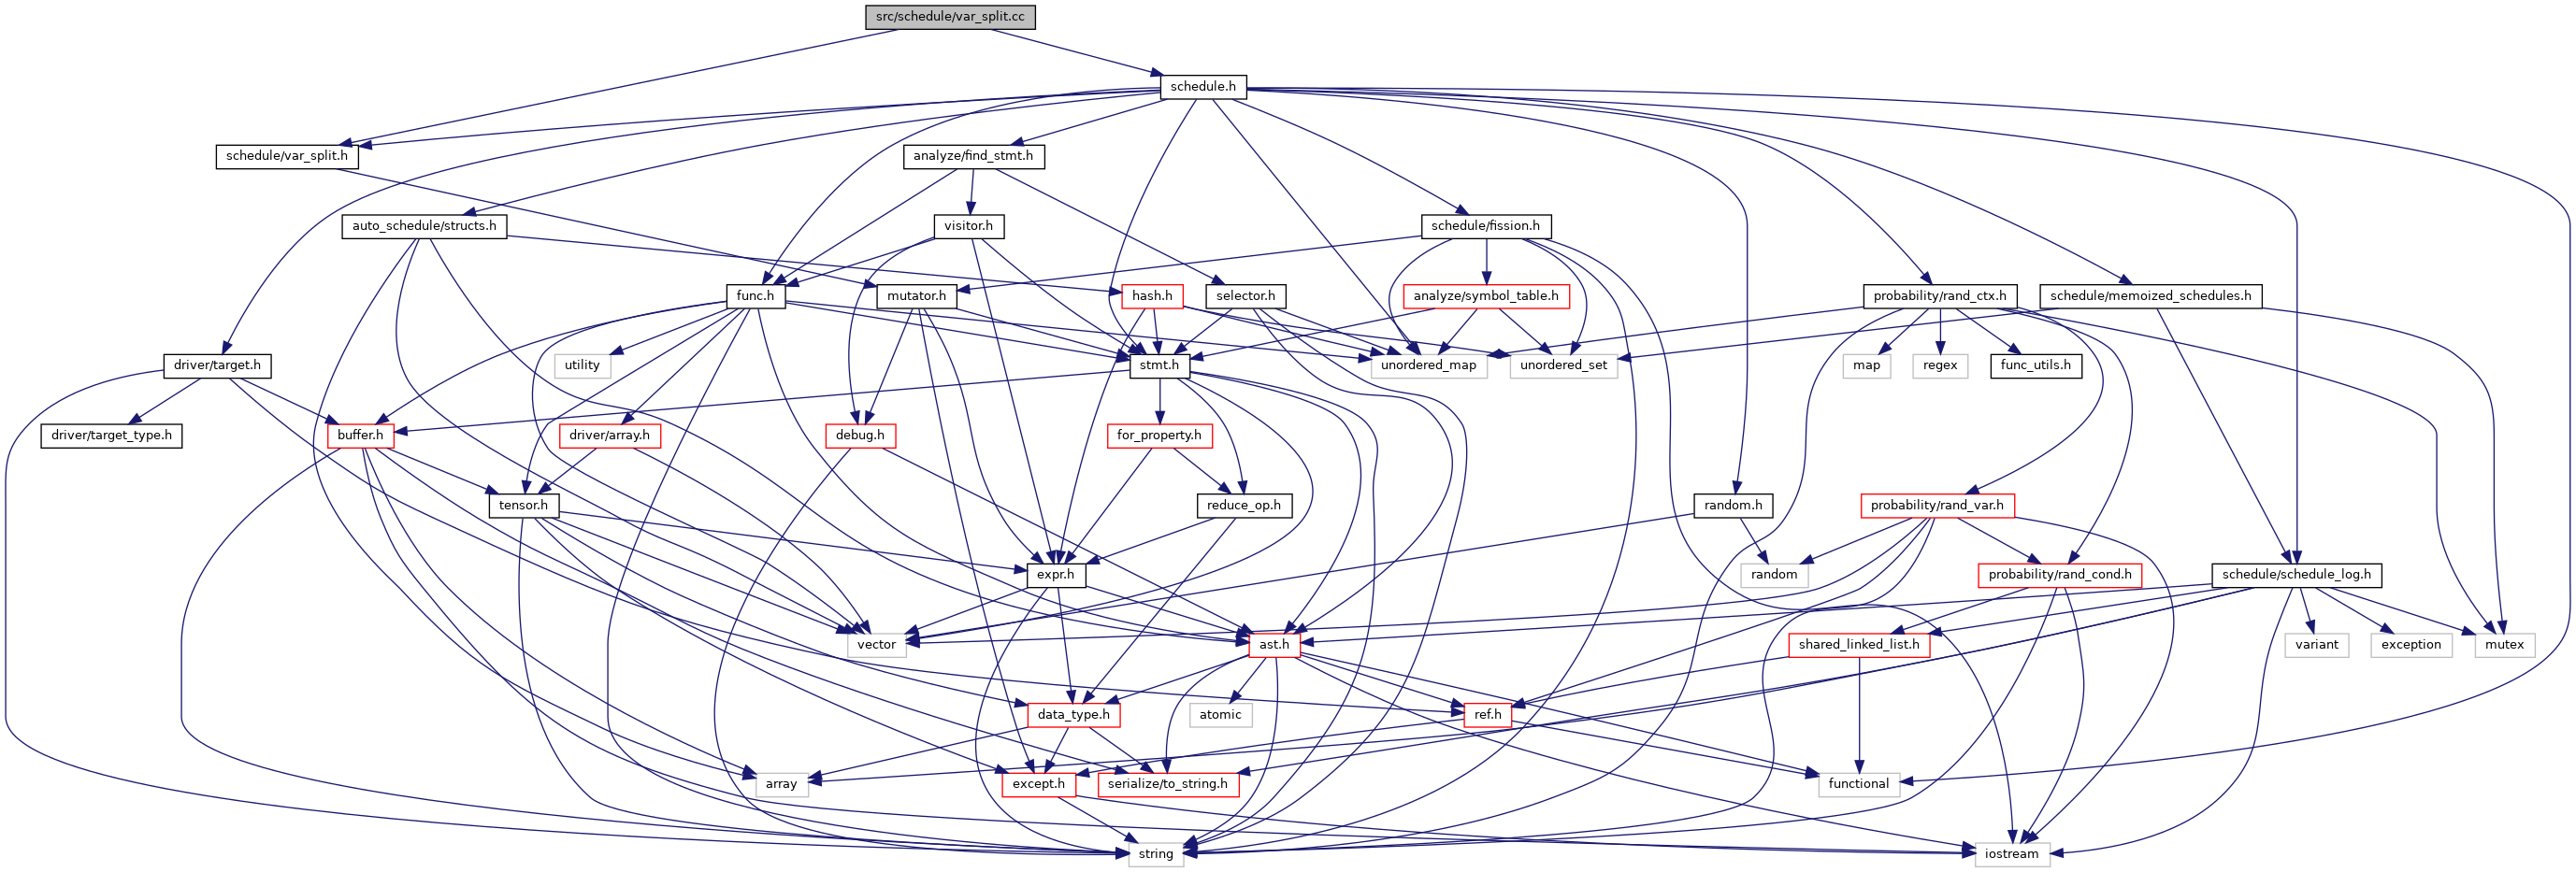 src/schedule/var_split.cc
schedule.h
schedule/var_split.h
analyze/find_stmt.h
auto_schedule/structs.h
visitor.h
schedule/fission.h
func.h
mutator.h
hash.h
selector.h
analyze/symbol_table.h
probability/rand_ctx.h
schedule/memoized_schedules.h
driver/target.h
utility
stmt.h
unordered_map
unordered_set
map
regex
func_utils.h
driver/target_type.h
buffer.h
driver/array.h
debug.h
for_property.h
tensor.h
reduce_op.h
random.h
probability/rand_var.h
expr.h
random
probability/rand_cond.h
schedule/schedule_log.h
vector
ast.h
shared_linked_list.h
variant
exception
mutex
data_type.h
atomic
ref.h
array
except.h
serialize/to_string.h
functional
string
iostream